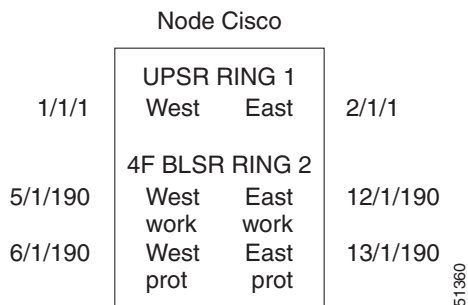 Node Cisco
UPSR RING 1
1/1/1 West East 2/1/1
4F BLSR RING 2
5/1/190 West East 12/1/190
work work
6/1/190 West East 13/1/190
prot prot
51360